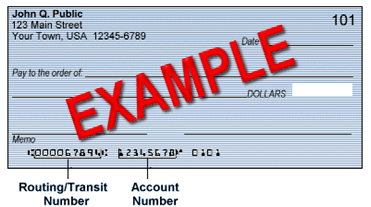 John Q. Public
123 Main Street
Your Town, USA 12345-6789
101
Date
Pay to the order of:
DOLLARS
EXAMPLE
Memo
⑆000067894⑆ 12345678⑈ 0101
Routing/Transit Number
Account Number